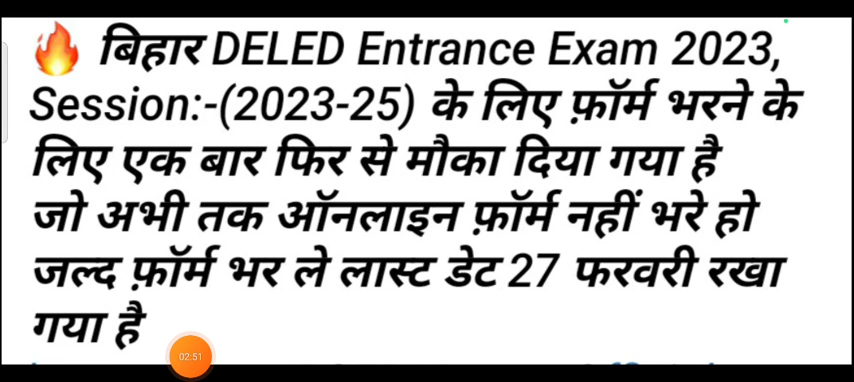 🔥 बिहार DELED Entrance Exam 2023,
Session:-(2023-25) के लिए फ़ॉर्म भरने के
लिए एक बार फिर से मौका दिया गया है
जो अभी तक ऑनलाइन फ़ॉर्म नहीं भरे हो
जल्द फ़ॉर्म भर ले लास्ट डेट 27 फरवरी रखा
गया है
02:51